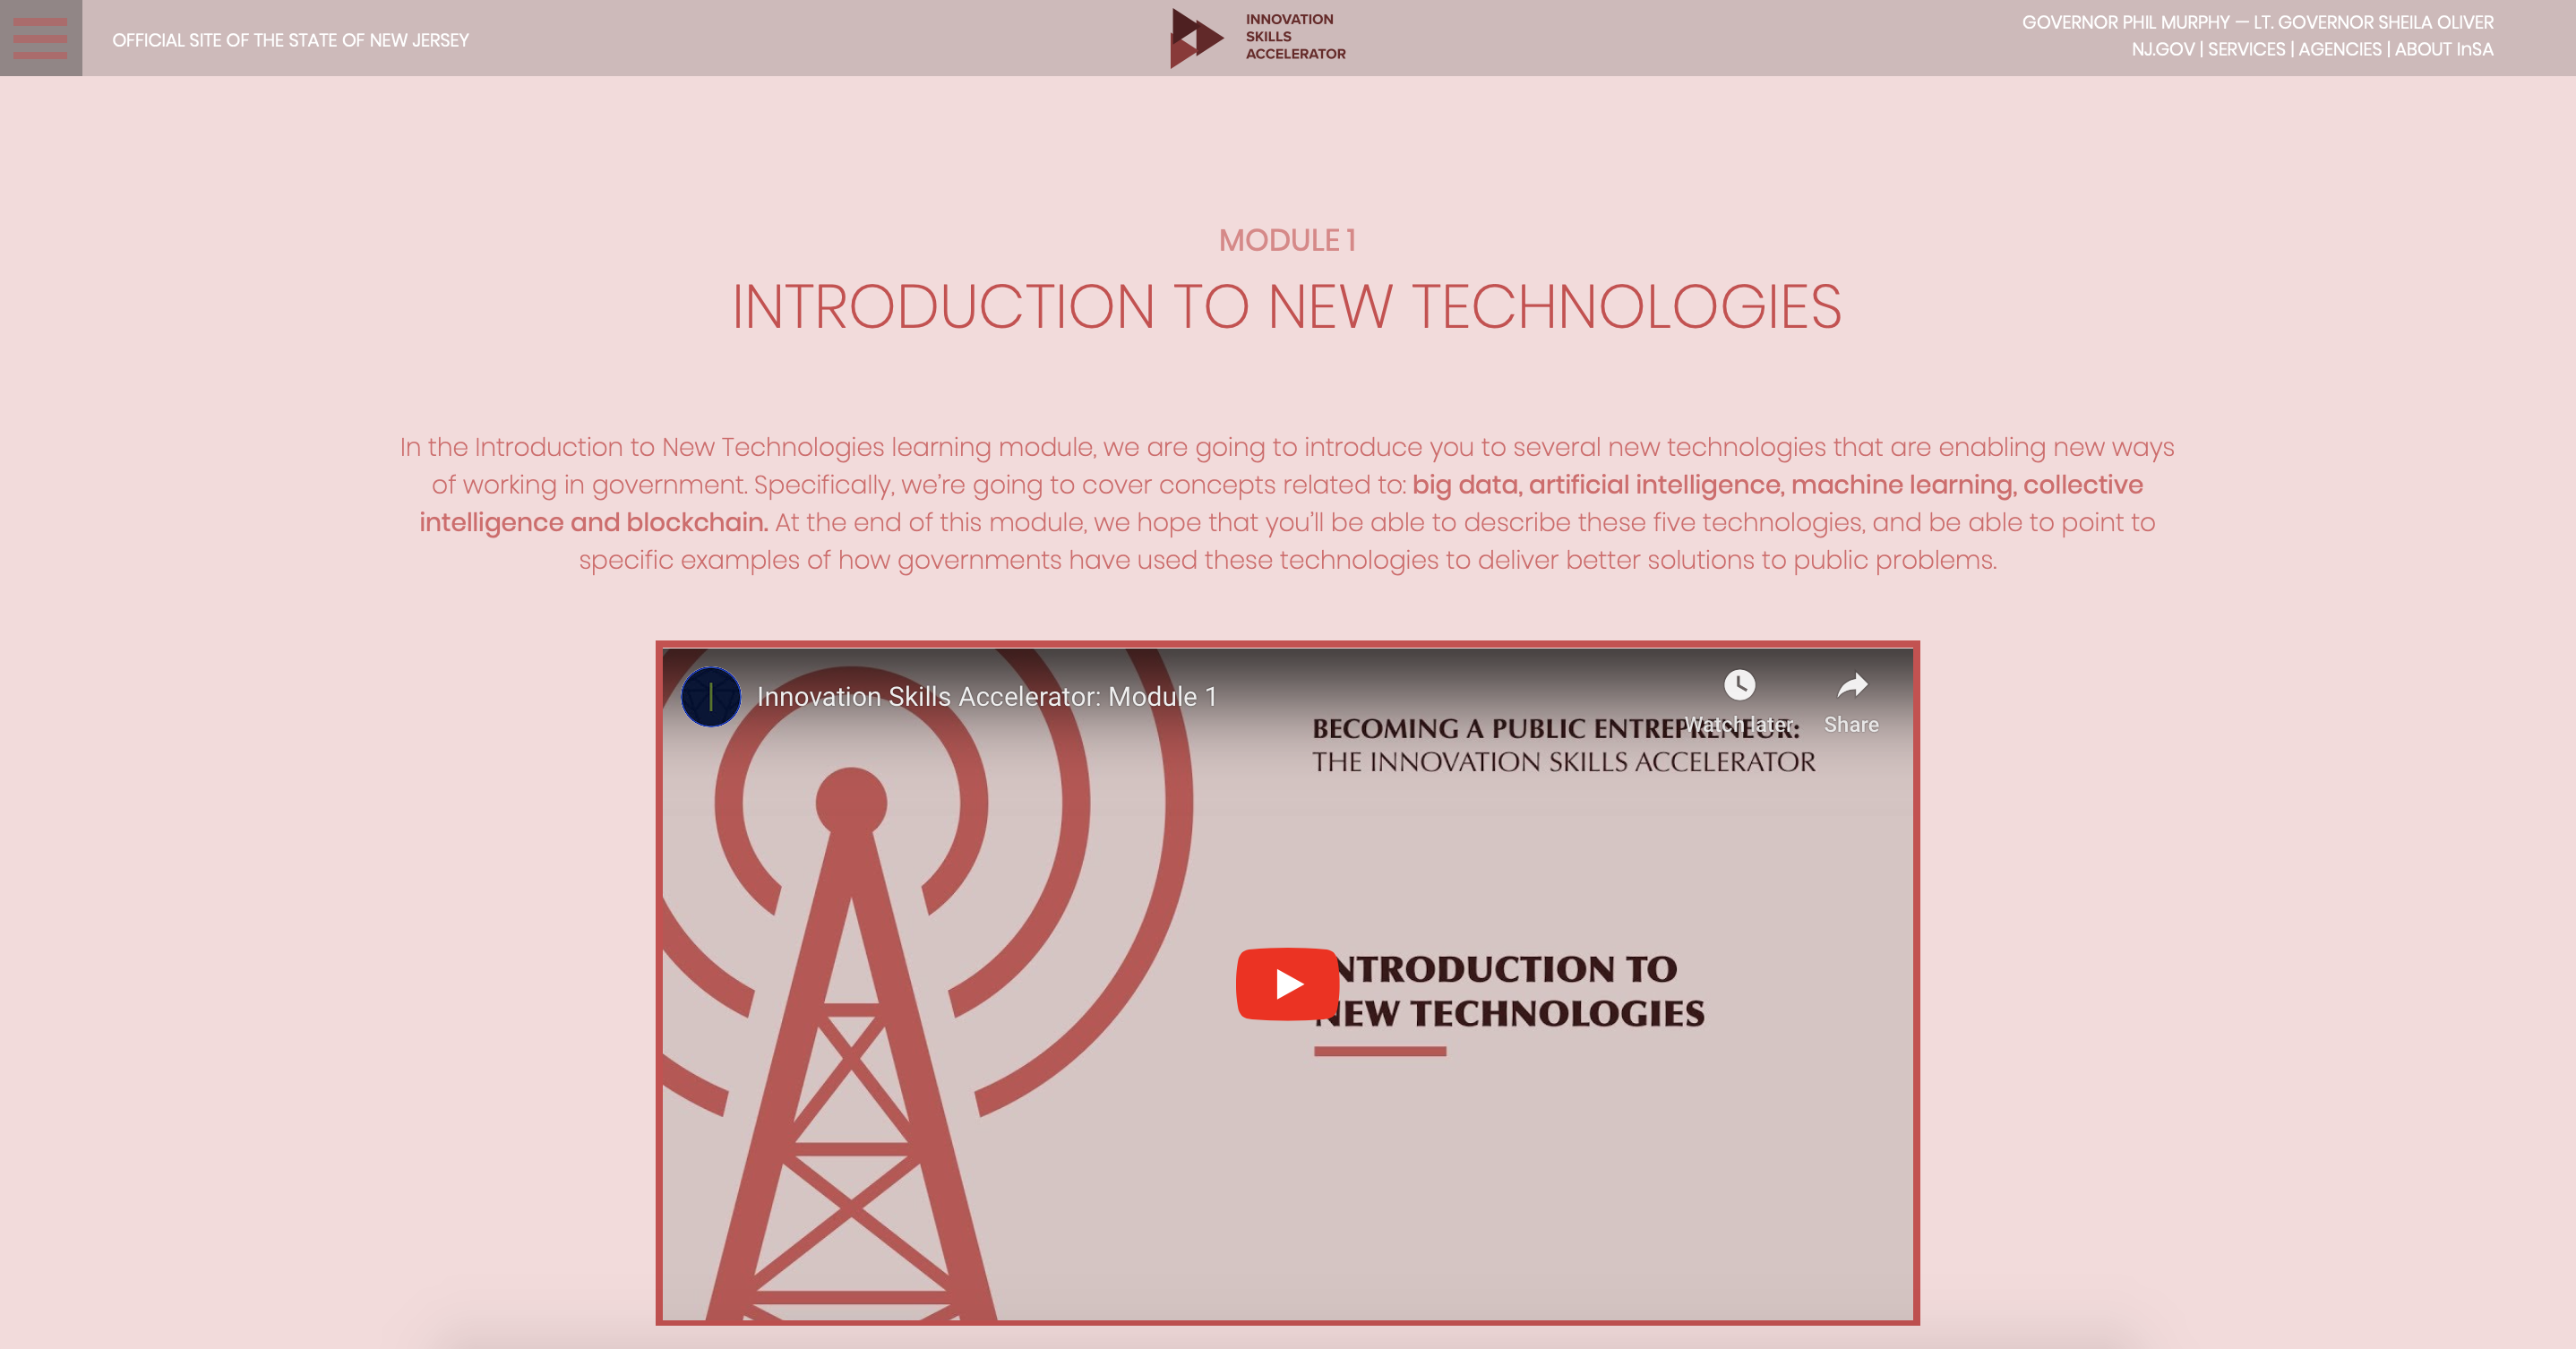 OFFICIAL SITE OF THE STATE OF NEW JERSEY
INNOVATION
SKILLS
ACCELERATOR
GOVERNOR PHIL MURPHY — LT. GOVERNOR SHEILA OLIVER
NJ.GOV | SERVICES | AGENCIES | ABOUT InSA
MODULE 1
INTRODUCTION TO NEW TECHNOLOGIES
In the Introduction to New Technologies learning module, we are going to introduce you to several new technologies that are enabling new ways
of working in government. Specifically, we're going to cover concepts related to: big data, artificial intelligence, machine learning, collective
intelligence and blockchain. At the end of this module, we hope that you'll be able to describe these five technologies, and be able to point to
specific examples of how governments have used these technologies to deliver better solutions to public problems.
Innovation Skills Accelerator: Module 1
Watch later
Share
BECOMING A PUBLIC ENTREPRENEUR:
THE INNOVATION SKILLS ACCELERATOR
INTRODUCTION TO
NEW TECHNOLOGIES